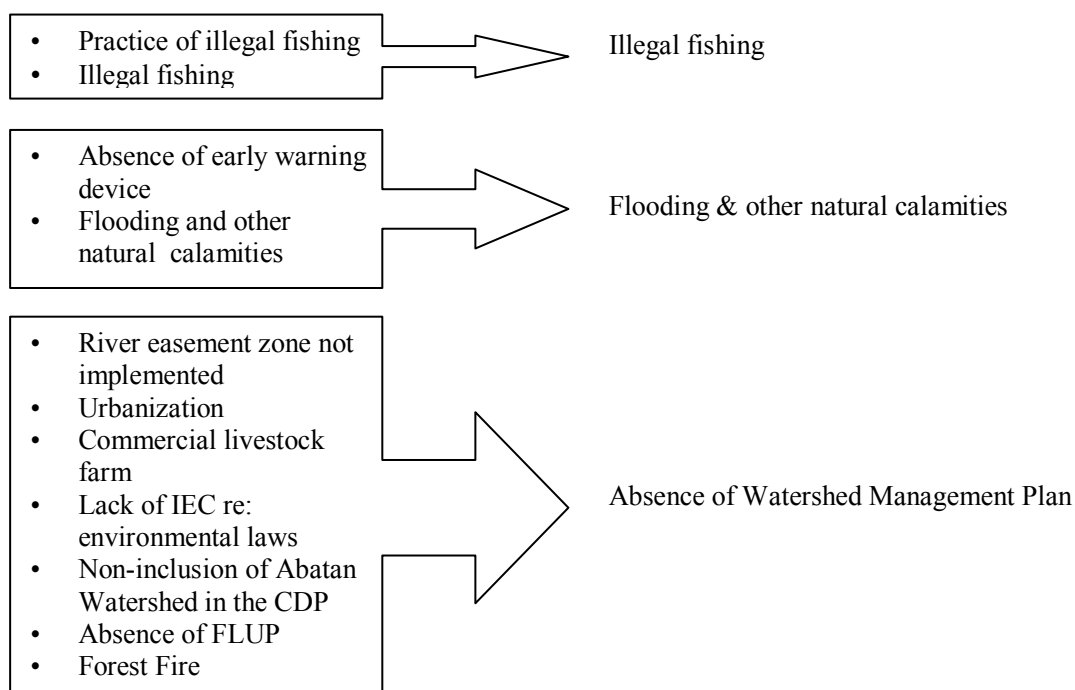 • Practice of illegal fishing
• Illegal fishing
Illegal fishing
• Absence of early warning
device
• Flooding and other
natural calamities
Flooding & other natural calamities
• River easement zone not
implemented
• Urbanization
• Commercial livestock
farm
• Lack of IEC re:
environmental laws
• Non-inclusion of Abatan
Watershed in the CDP
• Absence of FLUP
• Forest Fire
Absence of Watershed Management Plan